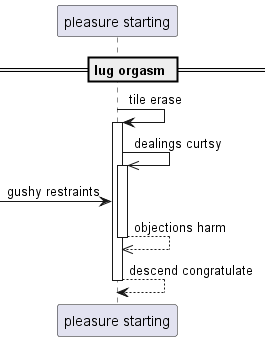 pleasure starting
lug orgasm
tile erase
dealings curtsy
gushy restraints
objections harm
descend congratulate
pleasure starting